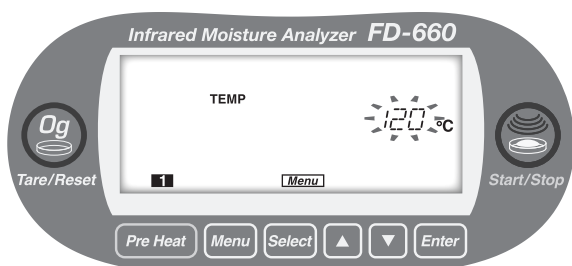 Infrared Moisture Analyzer FD-660
TEMP
120 °C
0g
Tare/Reset
Start/Stop
1
Menu
Pre Heat Menu Select ▲ ▼ Enter